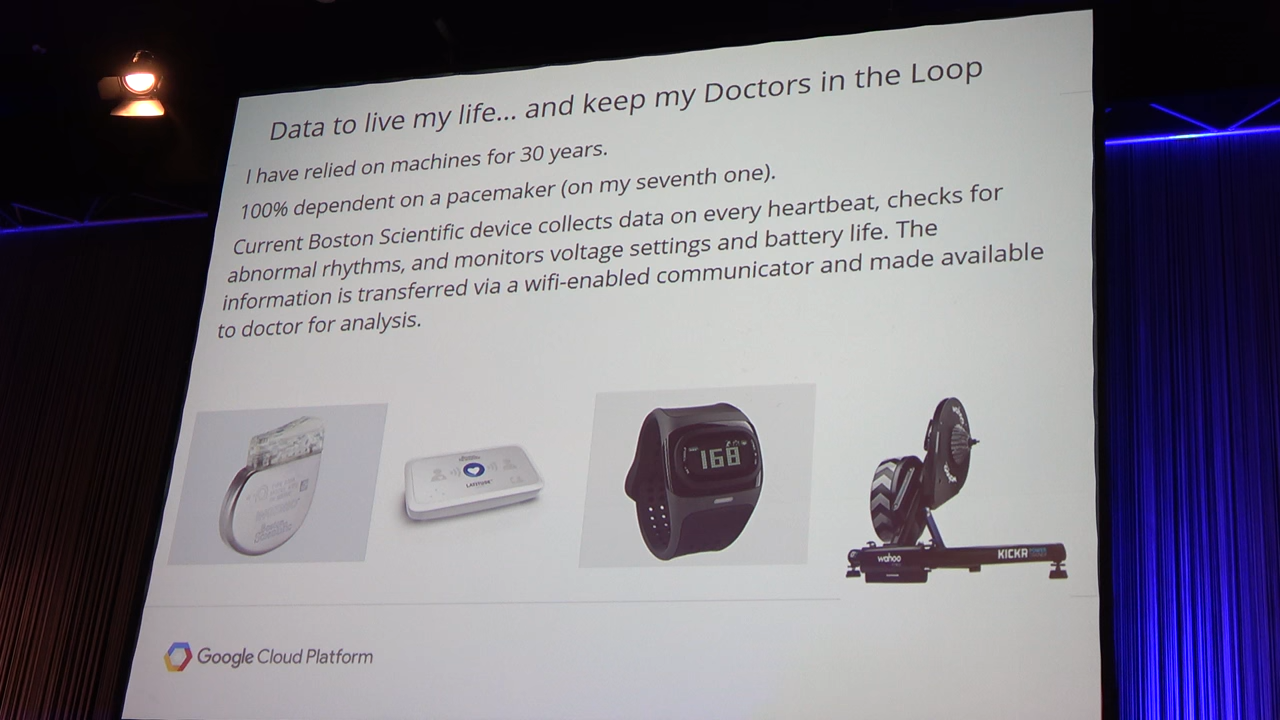 Data to live my life... and keep my Doctors in the Loop
I have relied on machines for 30 years.
100% dependent on a pacemaker (on my seventh one).
Current Boston Scientific device collects data on every heartbeat, checks for
abnormal rhythms, and monitors voltage settings and battery life. The
information is transferred via a wifi-enabled communicator and made available
to doctor for analysis.
Boston
Scientific
LATITUDE
168
wahoo
KICKR
Google Cloud Platform